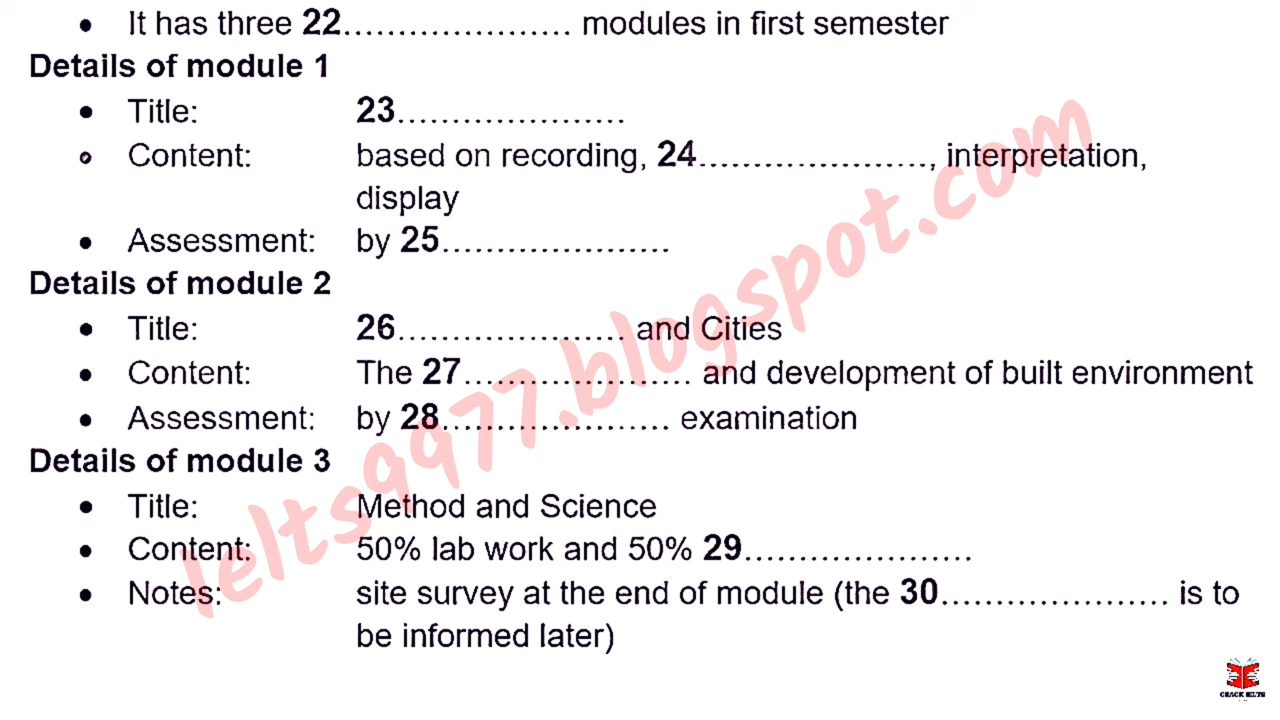 • It has three 22..................... modules in first semester
Details of module 1
• Title: 23.....................
• Content: based on recording, 24....................., interpretation,
display
• Assessment: by 25.....................
Details of module 2
• Title: 26..................... and Cities
• Content: The 27..................... and development of built environment
• Assessment: by 28..................... examination
Details of module 3
• Title: Method and Science
• Content: 50% lab work and 50% 29.....................
• Notes: site survey at the end of module (the 30..................... is to
be informed later)
Ielts9977.blogspot.com
CRACK IELTS